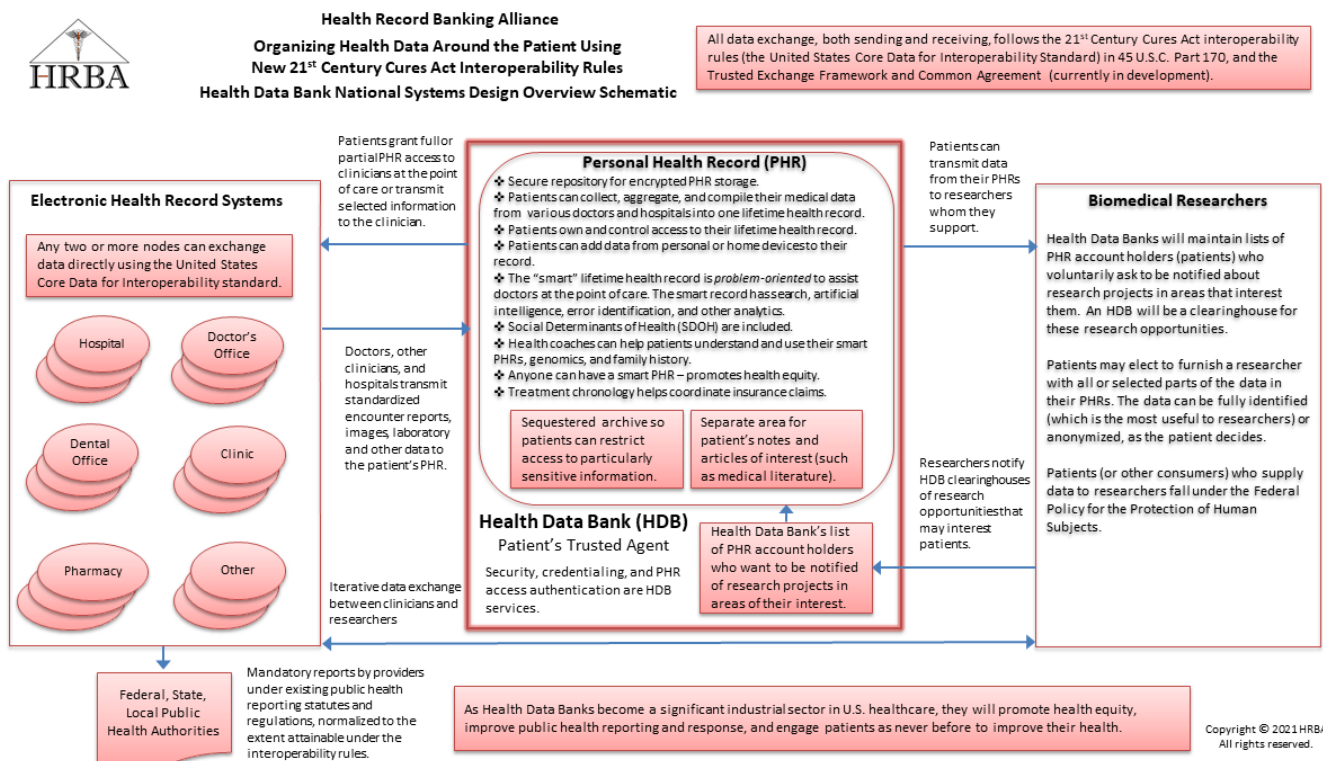 HRBA
Health Record Banking Alliance
Organizing Health Data Around the Patient Using
New 21st Century Cures Act Interoperability Rules
Health Data Bank National Systems Design Overview Schematic
All data exchange, both sending and receiving, follows the 21st Century Cures Act interoperability
rules (the United States Core Data for Interoperability Standard) in 45 U.S.C. Part 170, and the
Trusted Exchange Framework and Common Agreement (currently in development).
Electronic Health Record Systems
Any two or more nodes can exchange
data directly using the United States
Core Data for Interoperability standard.
Hospital
Doctor's
Office
Dental
Office
Clinic
Pharmacy
Other
Patients grant full or
partial PHR access to
clinicians at the point
of care or transmit
selected information
to the clinician.
Doctors, other
clinicians, and
hospitals transmit
standardized
encounter reports,
images, laboratory
and other data to
the patient's PHR.
Iterative data exchange
between clinicians and
researchers
Personal Health Record (PHR)
❖ Secure repository for encrypted PHR storage.
❖ Patients can collect, aggregate, and compile their medical data
from various doctors and hospitals into one lifetime health record.
❖ Patients own and control access to their lifetime health record.
❖ Patients can add data from personal or home devices to their
record.
❖ The "smart" lifetime health record is problem-oriented to assist
doctors at the point of care. The smart record has search, artificial
intelligence, error identification, and other analytics.
❖ Social Determinants of Health (SDOH) are included.
❖ Health coaches can help patients understand and use their smart
PHRs, genomics, and family history.
❖ Anyone can have a smart PHR – promotes health equity.
❖ Treatment chronology helps coordinate insurance claims.
Sequestered archive so
patients can restrict
access to particularly
sensitive information.
Separate area for
patient's notes and
articles of interest (such
as medical literature).
Health Data Bank (HDB)
Patient's Trusted Agent
Security, credentialing, and PHR
access authentication are HDB
services.
Health Data Bank's list
of PHR account holders
who want to be notified
of research projects in
areas of their interest.
Patients can
transmit data
from their PHRs
to researchers
whom they
support.
Researchers notify
HDB clearinghouses
of research
opportunities that
may interest
patients.
Biomedical Researchers
Health Data Banks will maintain lists of
PHR account holders (patients) who
voluntarily ask to be notified about
research projects in areas that interest
them. An HDB will be a clearinghouse for
these research opportunities.
Patients may elect to furnish a researcher
with all or selected parts of the data in
their PHRs. The data can be fully identified
(which is the most useful to researchers) or
anonymized, as the patient decides.
Patients (or other consumers) who supply
data to researchers fall under the Federal
Policy for the Protection of Human
Subjects.
Federal, State,
Local Public
Health Authorities
Mandatory reports by providers
under existing public health
reporting statutes and
regulations, normalized to the
extent attainable under the
interoperability rules.
As Health Data Banks become a significant industrial sector in U.S. healthcare, they will promote health equity,
improve public health reporting and response, and engage patients as never before to improve their health.
Copyright © 2021 HRBA
All rights reserved.